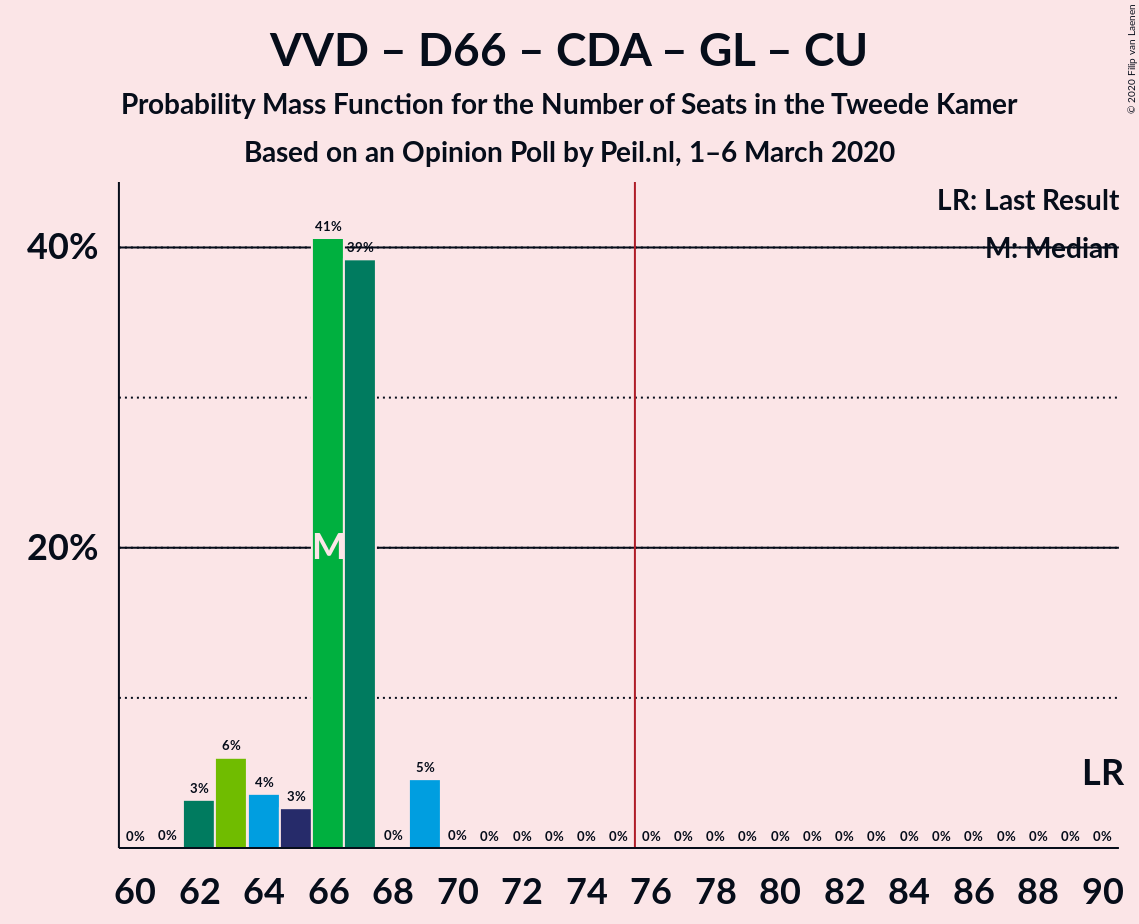 VVD – D66 – CDA – GL – CU
Probability Mass Function for the Number of Seats in the Tweede Kamer
Based on an Opinion Poll by Peil.nl, 1–6 March 2020
© 2020 Filip van Laenen
LR: Last Result
M: Median
40%
20%
41%
39%
M
6%
3%
4%
3%
5%
LR
0% 0% 0% 0% 0% 0% 0% 0% 0% 0% 0% 0% 0% 0% 0% 0% 0% 0% 0% 0% 0% 0% 0% 0%
60 62 64 66 68 70 72 74 76 78 80 82 84 86 88 90